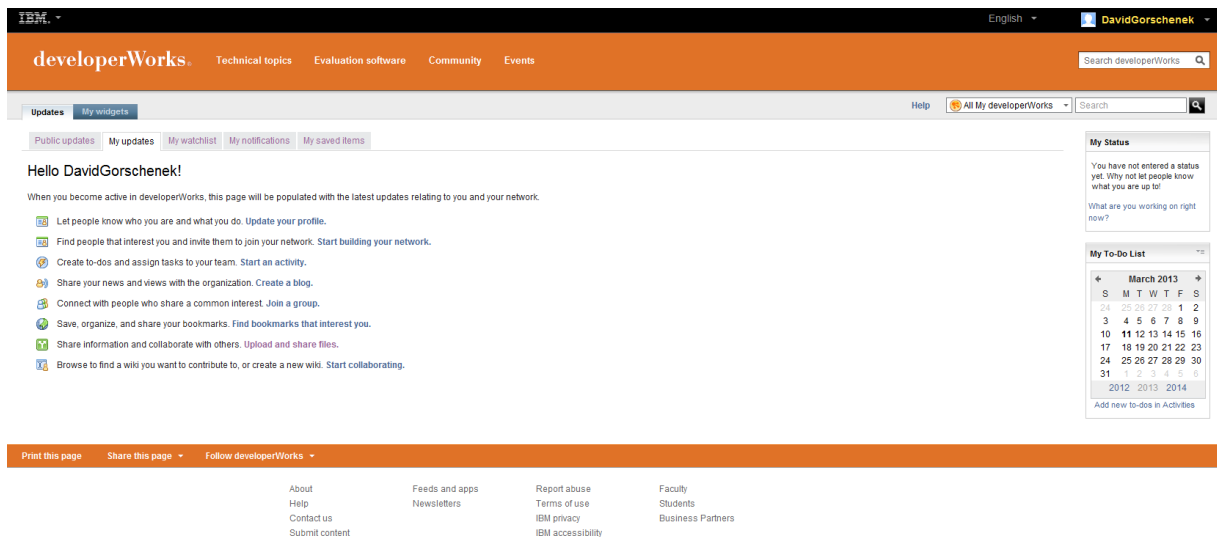 IBM.
English
DavidGorschenek
developerWorks.
Technical topics Evaluation software Community Events
Search developerWorks
Updates My widgets
Help All My developerWorks Search
Public updates My updates My watchlist My notifications My saved items
Hello DavidGorschenek!
When you become active in developerWorks, this page will be populated with the latest updates relating to you and your network.
Let people know who you are and what you do. Update your profile.
Find people that interest you and invite them to join your network. Start building your network.
Create to-dos and assign tasks to your team. Start an activity.
Share your news and views with the organization. Create a blog.
Connect with people who share a common interest. Join a group.
Save, organize, and share your bookmarks. Find bookmarks that interest you.
Share information and collaborate with others. Upload and share files.
Browse to find a wiki you want to contribute to, or create a new wiki. Start collaborating.
My Status
You have not entered a status
yet. Why not let people know
what you are up to!
What are you working on right
now?
My To-Do List
March 2013
S M T W T F S
24 25 26 27 28 1 2
3 4 5 6 7 8 9
10 11 12 13 14 15 16
17 18 19 20 21 22 23
24 25 26 27 28 29 30
31 1 2 3 4 5 6
2012 2013 2014
Add new to-dos in Activities
Print this page Share this page Follow developerWorks
About Feeds and apps Report abuse Faculty
Help Newsletters Terms of use Students
Contact us IBM privacy Business Partners
Submit content IBM accessibility